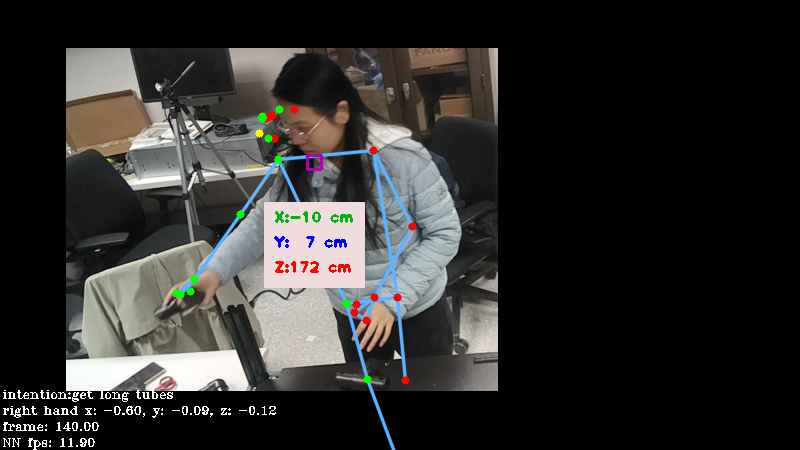 FANUC
X:-10 cm
Y: 7 cm
Z:172 cm
intention:get long tubes
right hand x: -0.60, y: -0.09, z: -0.12
frame: 140.00
NN fps: 11.90